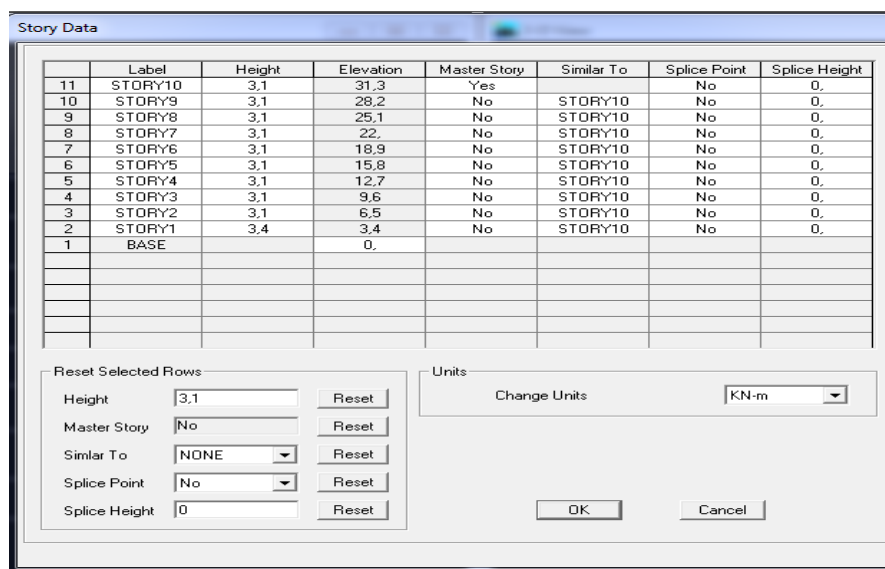 Story Data
Label Height Elevation Master Story Similar To Splice Point Splice Height
11 STORY10 3,1 31,3 Yes No 0,
10 STORY9 3,1 28,2 No STORY10 No 0,
9 STORY8 3,1 25,1 No STORY10 No 0,
8 STORY7 3,1 22, No STORY10 No 0,
7 STORY6 3,1 18,9 No STORY10 No 0,
6 STORY5 3,1 15,8 No STORY10 No 0,
5 STORY4 3,1 12,7 No STORY10 No 0,
4 STORY3 3,1 9,6 No STORY10 No 0,
3 STORY2 3,1 6,5 No STORY10 No 0,
2 STORY1 3,4 3,4 No STORY10 No 0,
1 BASE 0,
Reset Selected Rows
Height 3,1 Reset
Master Story No Reset
Simlar To NONE Reset
Splice Point No Reset
Splice Height 0 Reset
Units
Change Units KN-m
OK Cancel